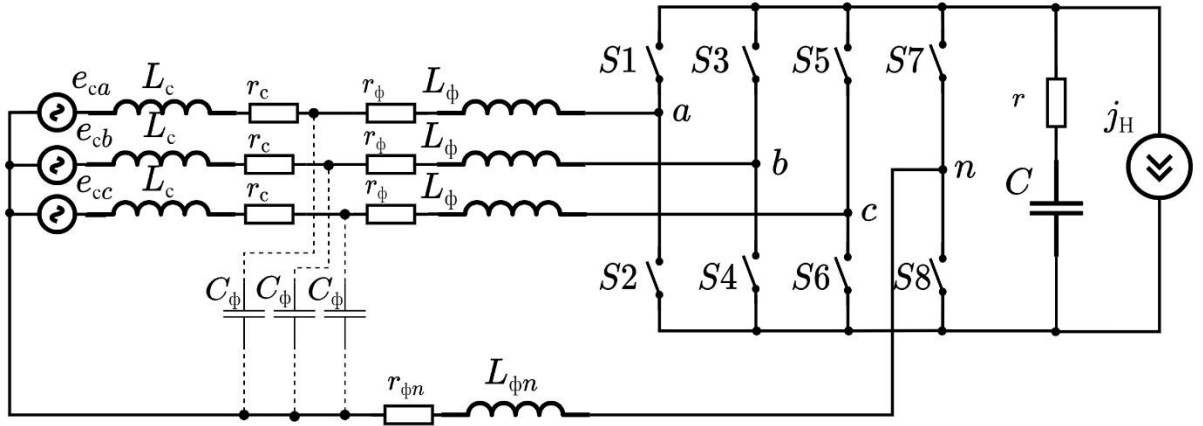 S1 S3 S5 S7
e_ca L_c r_c r_ф L_ф
r j_н
a
e_cb L_c r_c r_ф L_ф
b
n
C
e_cc L_c r_c r_ф L_ф
c
S2 S4 S6 S8
C_ф C_ф C_ф
r_фn L_фn